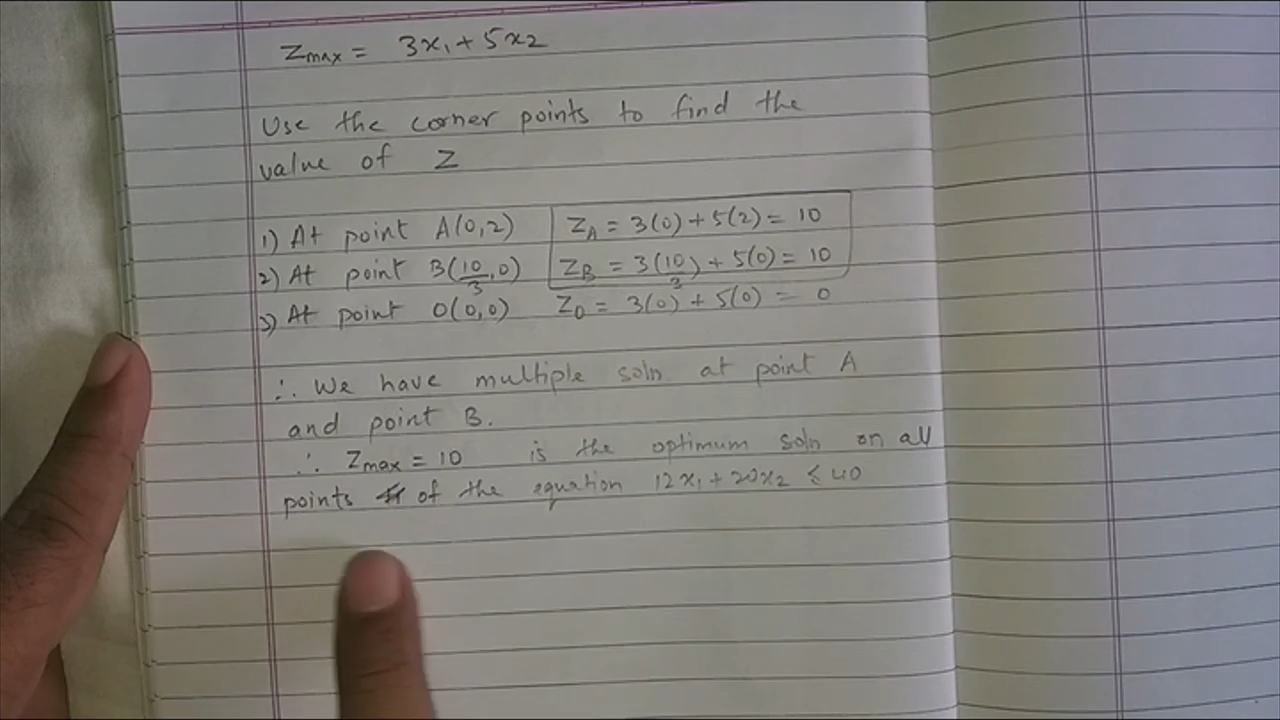 Zmax = 3x₁ + 5x₂
Use the corner points to find the
value of Z
1) At point A(0,2) Z_A = 3(0) + 5(2) = 10
2) At point B(10/3, 0) Z_B = 3(10/3) + 5(0) = 10
3) At point O(0,0) Z_O = 3(0) + 5(0) = 0
∴ We have multiple soln at point A
and point B.
∴ Zmax = 10 is the optimum soln on all
points of the equation 12x₁ + 20x₂ ≤ 40